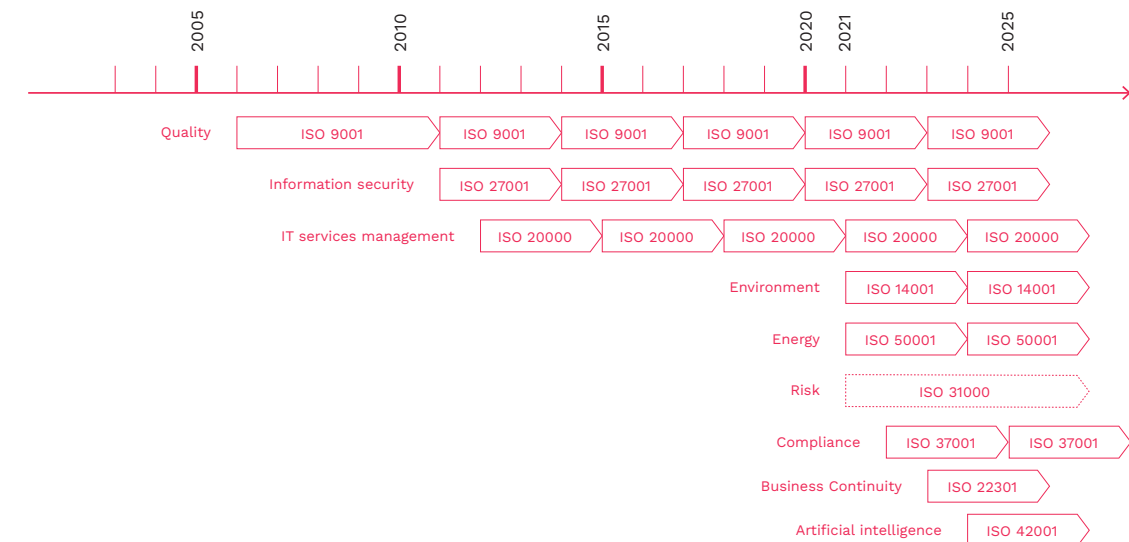 2005 2010 2015 2020 2021 2025
Quality ISO 9001 ISO 9001 ISO 9001 ISO 9001 ISO 9001 ISO 9001
Information security ISO 27001 ISO 27001 ISO 27001 ISO 27001 ISO 27001
IT services management ISO 20000 ISO 20000 ISO 20000 ISO 20000 ISO 20000
Environment ISO 14001 ISO 14001
Energy ISO 50001 ISO 50001
Risk ISO 31000
Compliance ISO 37001 ISO 37001
Business Continuity ISO 22301
Artificial intelligence ISO 42001